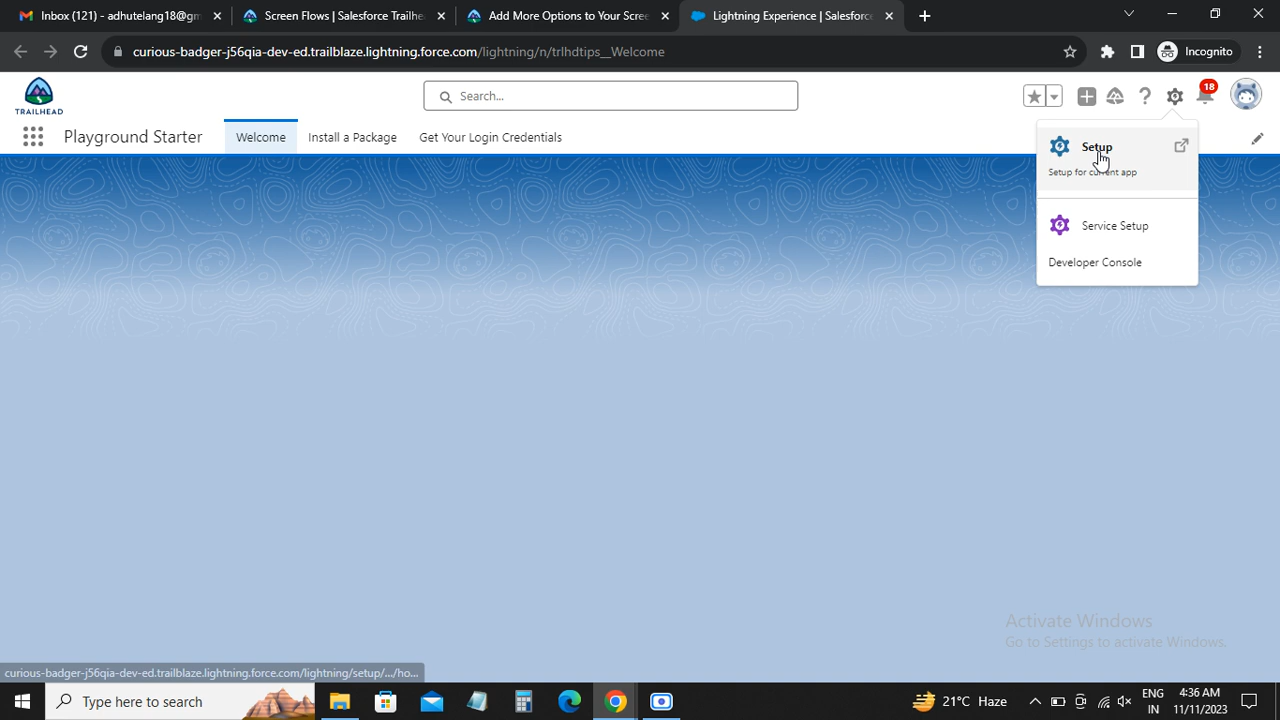 Inbox (121) - adhutelang18@gm
Screen Flows | Salesforce Trailhe
Add More Options to Your Scree
Lightning Experience | Salesforce
curious-badger-j56qia-dev-ed.trailblaze.lightning.force.com/lightning/n/trlhdtips__Welcome
Incognito
TRAILHEAD
Search...
18
Playground Starter
Welcome
Install a Package
Get Your Login Credentials
Setup
Setup for current app
Service Setup
Developer Console
Activate Windows
Go to Settings to activate Windows.
curious-badger-j56qia-dev-ed.trailblaze.lightning.force.com/lightning/setup/.../ho...
Type here to search
21°C Haze
ENG
IN
4:36 AM
11/11/2023